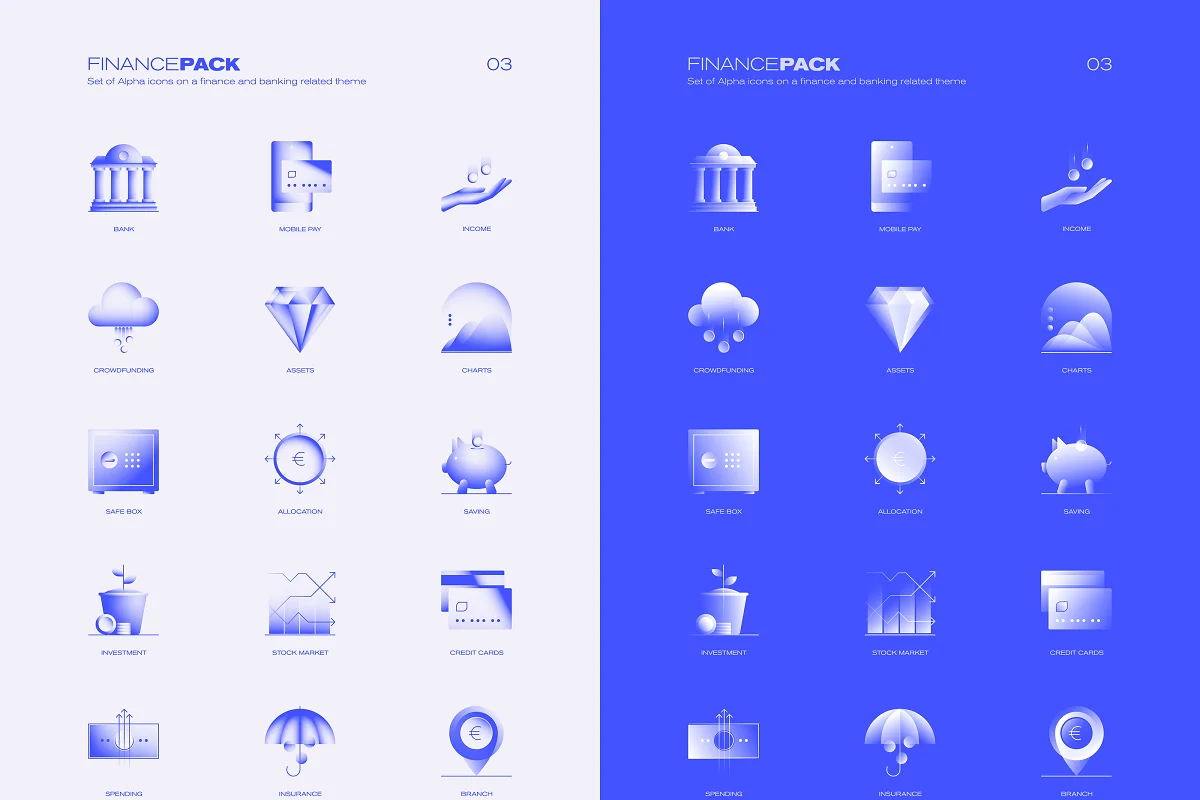 FINANCEPACK 03
Set of Alpha icons on a finance and banking related theme
BANK MOBILE PAY INCOME
CROWDFUNDING ASSETS CHARTS
€
SAFE BOX ALLOCATION SAVING
INVESTMENT STOCK MARKET CREDIT CARDS
€
SPENDING INSURANCE BRANCH
FINANCEPACK 03
Set of Alpha icons on a finance and banking related theme
BANK MOBILE PAY INCOME
CROWDFUNDING ASSETS CHARTS
€
SAFE BOX ALLOCATION SAVING
INVESTMENT STOCK MARKET CREDIT CARDS
€
SPENDING INSURANCE BRANCH